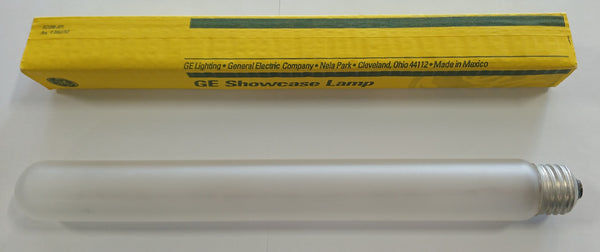 GE Lighting • General Electric Company • Nela Park • Cleveland, Ohio 44112 • Made in Mexico
GE Showcase Lamp